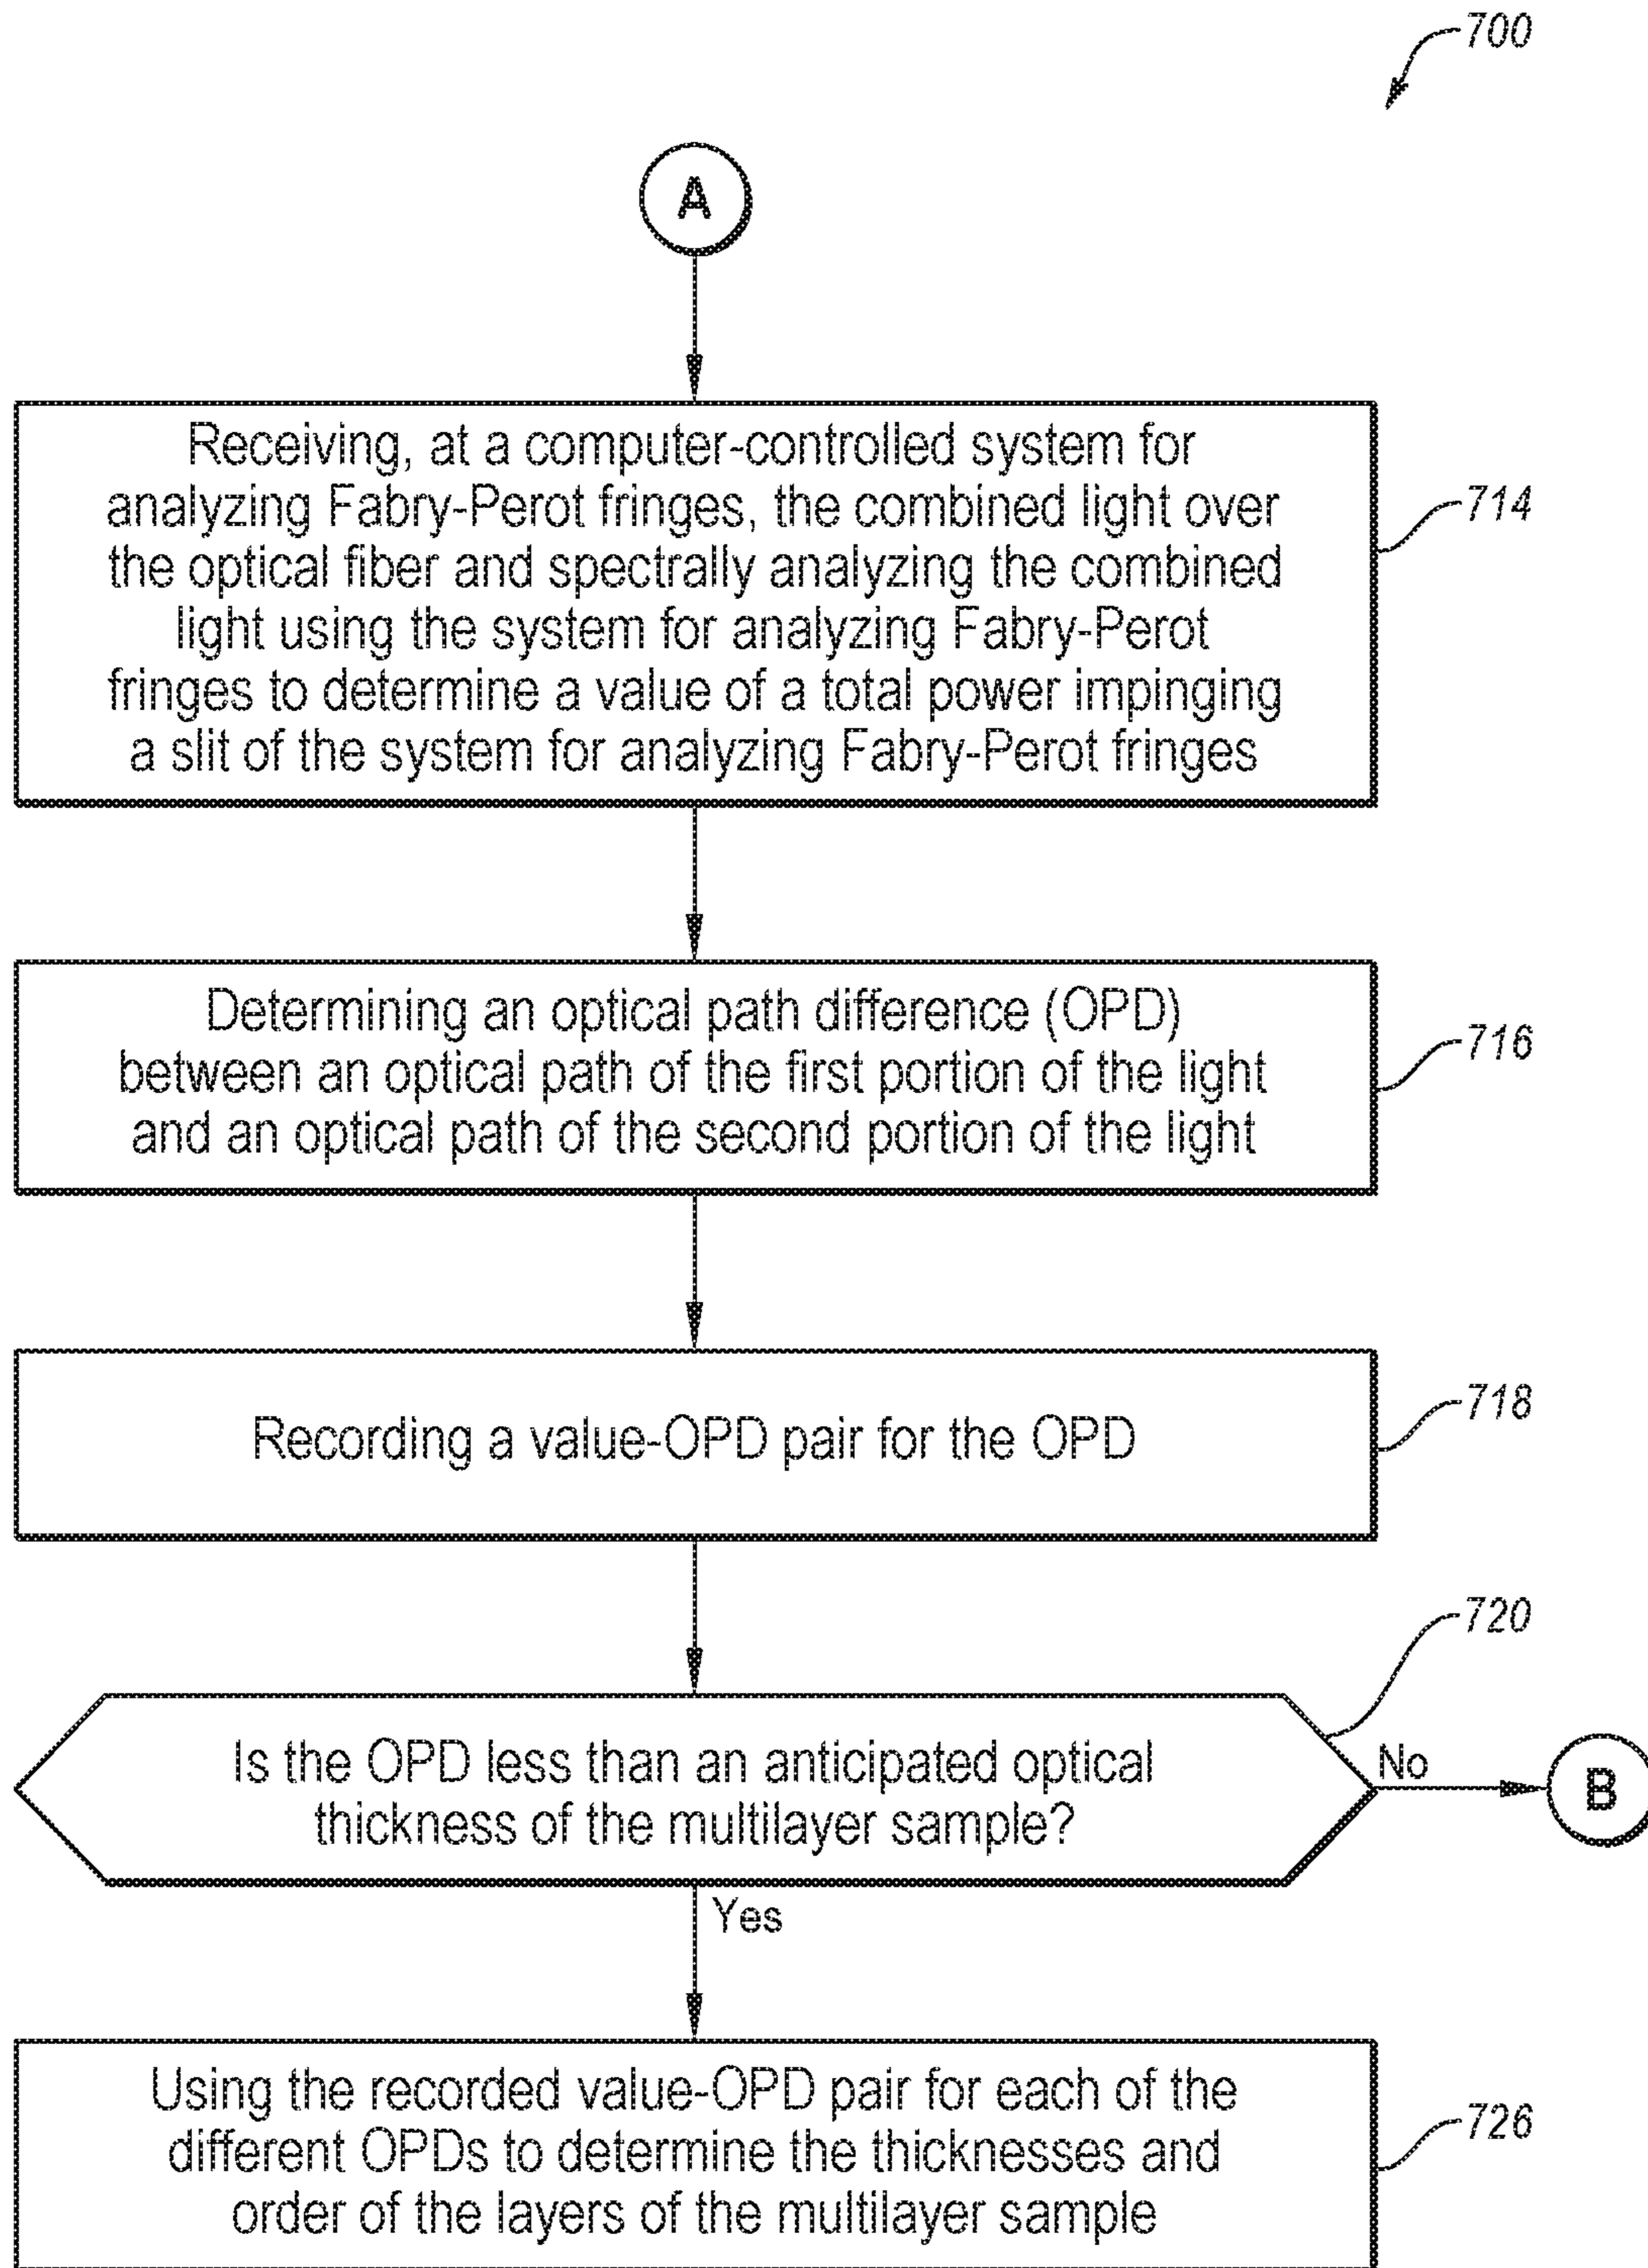 700
A
Receiving, at a computer-controlled system for
analyzing Fabry-Perot fringes, the combined light over
the optical fiber and spectrally analyzing the combined
light using the system for analyzing Fabry-Perot
fringes to determine a value of a total power impinging
a slit of the system for analyzing Fabry-Perot fringes
714
Determining an optical path difference (OPD)
between an optical path of the first portion of the light
and an optical path of the second portion of the light
716
Recording a value-OPD pair for the OPD
718
720
Is the OPD less than an anticipated optical
thickness of the multilayer sample?
No
B
Yes
Using the recorded value-OPD pair for each of the
different OPDs to determine the thicknesses and
order of the layers of the multilayer sample
726